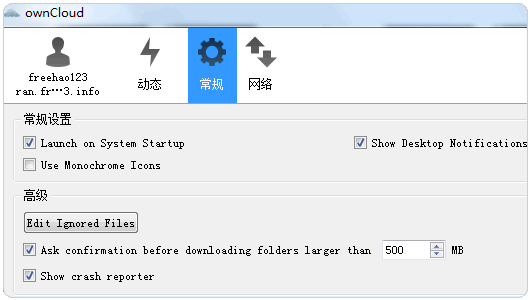 ownCloud
freehao123
ran.fr…3.info
动态
常规
网络
常规设置
Launch on System Startup
Show Desktop Notifications
Use Monochrome Icons
高级
Edit Ignored Files
Ask confirmation before downloading folders larger than 500 MB
Show crash reporter